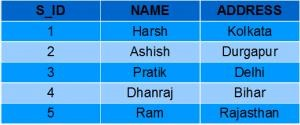 S_ID NAME ADDRESS
1 Harsh Kolkata
2 Ashish Durgapur
3 Pratik Delhi
4 Dhanraj Bihar
5 Ram Rajasthan